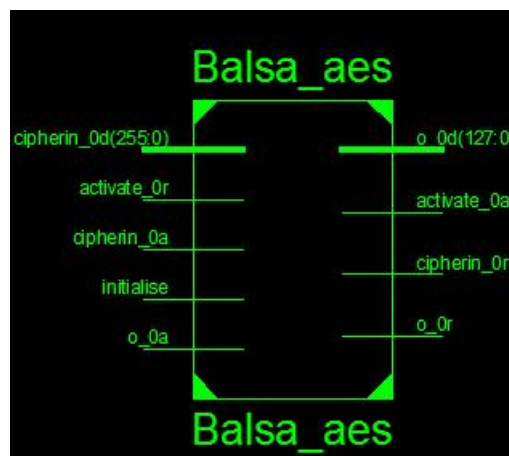 Balsa_aes
cipherin_0d(255:0)
o_0d(127:0
activate_0r
activate_0a
cipherin_0a
cipherin_0r
initialise
o_0r
o_0a
Balsa_aes